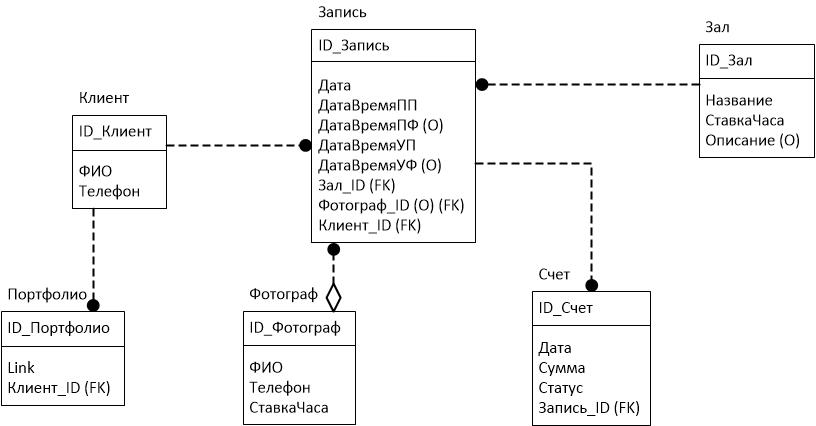 Запись
ID_Запись
Дата
ДатаВремяПП
ДатаВремяПФ (О)
ДатаВремяУП
ДатаВремяУФ (О)
Зал_ID (FK)
Фотограф_ID (О) (FK)
Клиент_ID (FK)
Зал
ID_Зал
Название
СтавкаЧаса
Описание (О)
Клиент
ID_Клиент
ФИО
Телефон
Портфолио
ID_Портфолио
Link
Клиент_ID (FK)
Фотограф
ID_Фотограф
ФИО
Телефон
СтавкаЧаса
Счет
ID_Счет
Дата
Сумма
Статус
Запись_ID (FK)